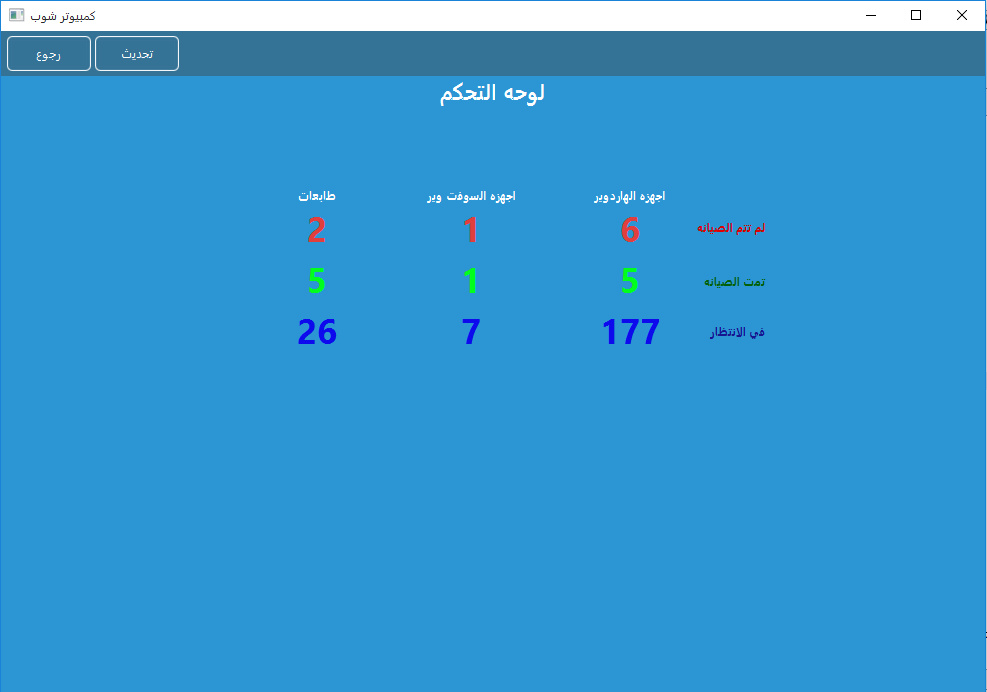 كمبيوتر شوب
تحديث رجوع
لوحه التحكم
اجهزه الهاردوير اجهزه السوفت وير طابعات
لم تتم الصيانه 6 1 2
تمت الصيانه 5 1 5
في الانتظار 177 7 26